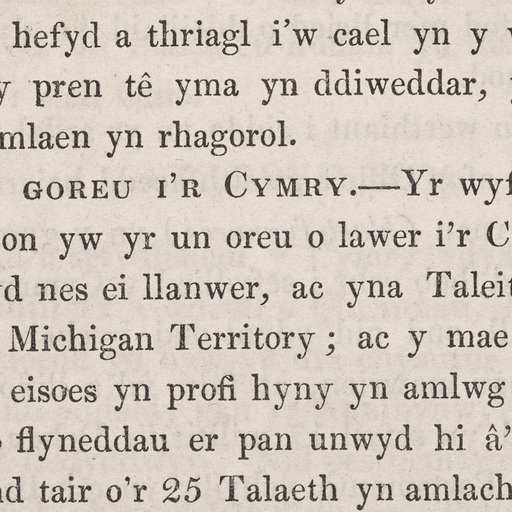 hefyd a thriagl i'w cael yn y
y pren tê yma yn ddiweddar,
mlaen yn rhagorol.
GOREU I'R CYMRY.—Yr wyf
on yw yr un oreu o lawer i'r C
yd nes ei llanwer, ac yna Taleit
Michigan Territory; ac y mae
eisoes yn profi hyny yn amlwg
flyneddau er pan unwyd hi â'
nd tair o'r 25 Talaeth yn amlach